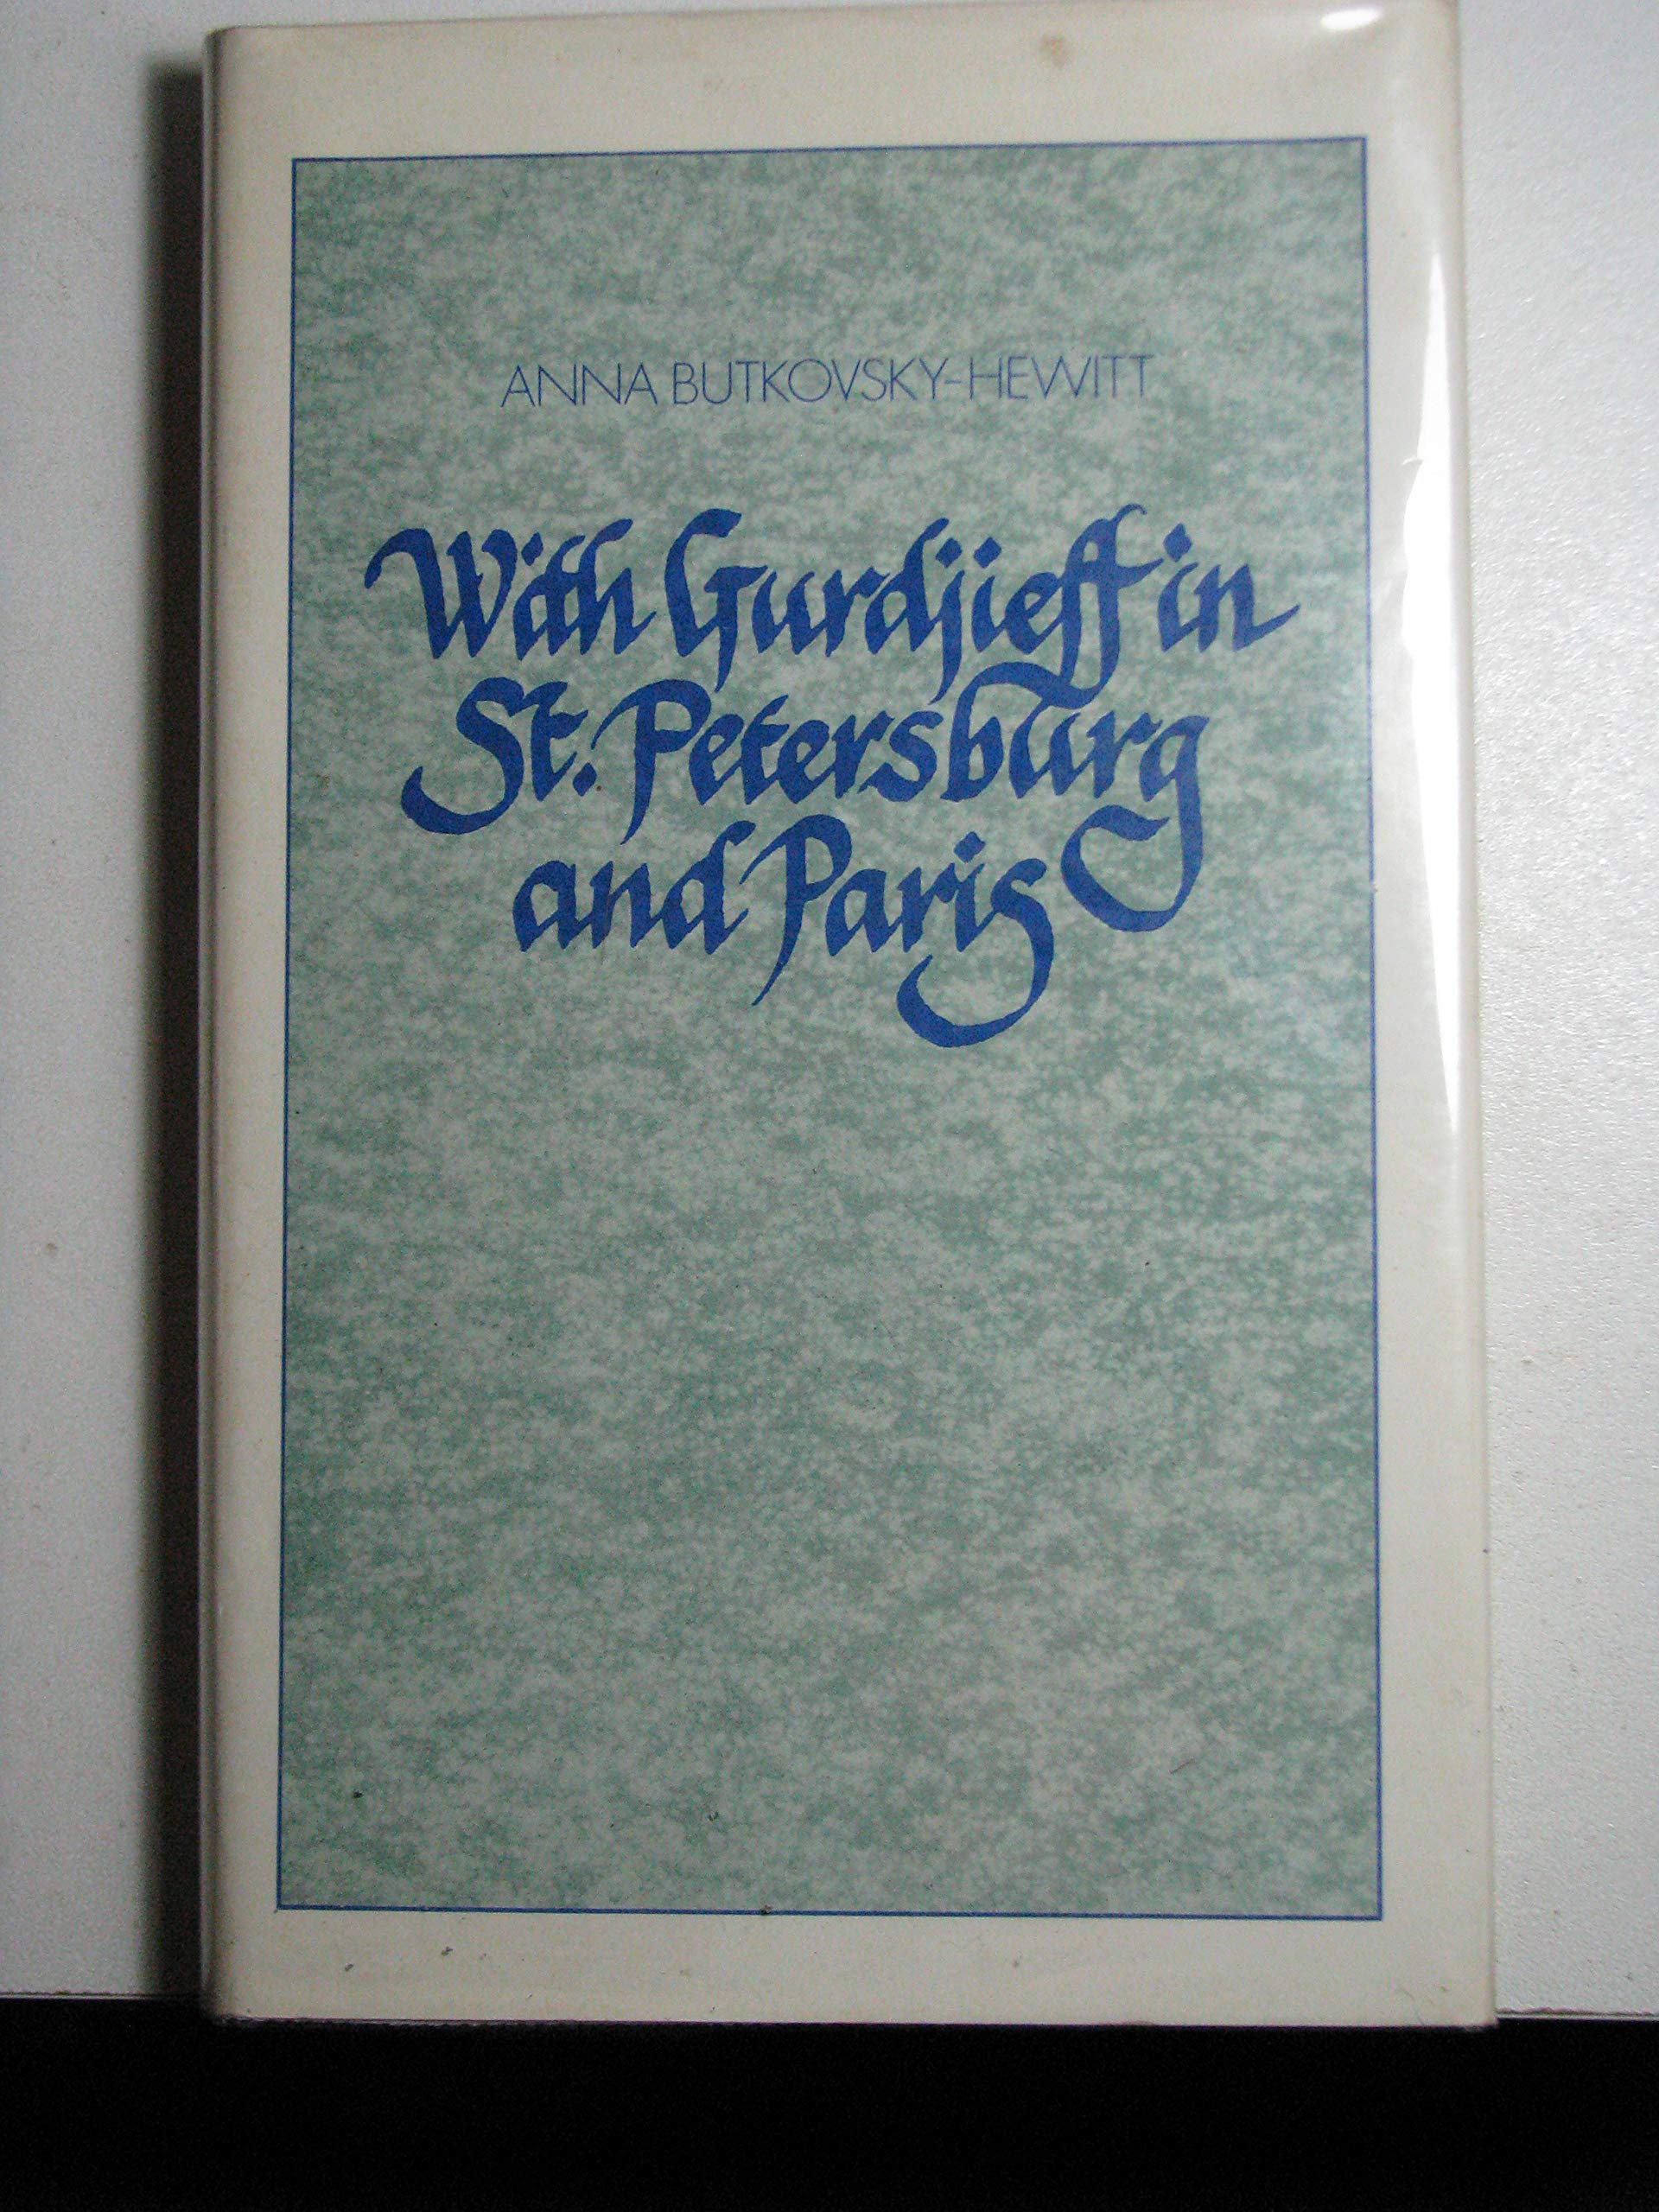 ANNA BUTKOVSKY-HEWITT
With Gurdjieff in
St. Petersburg
and Paris